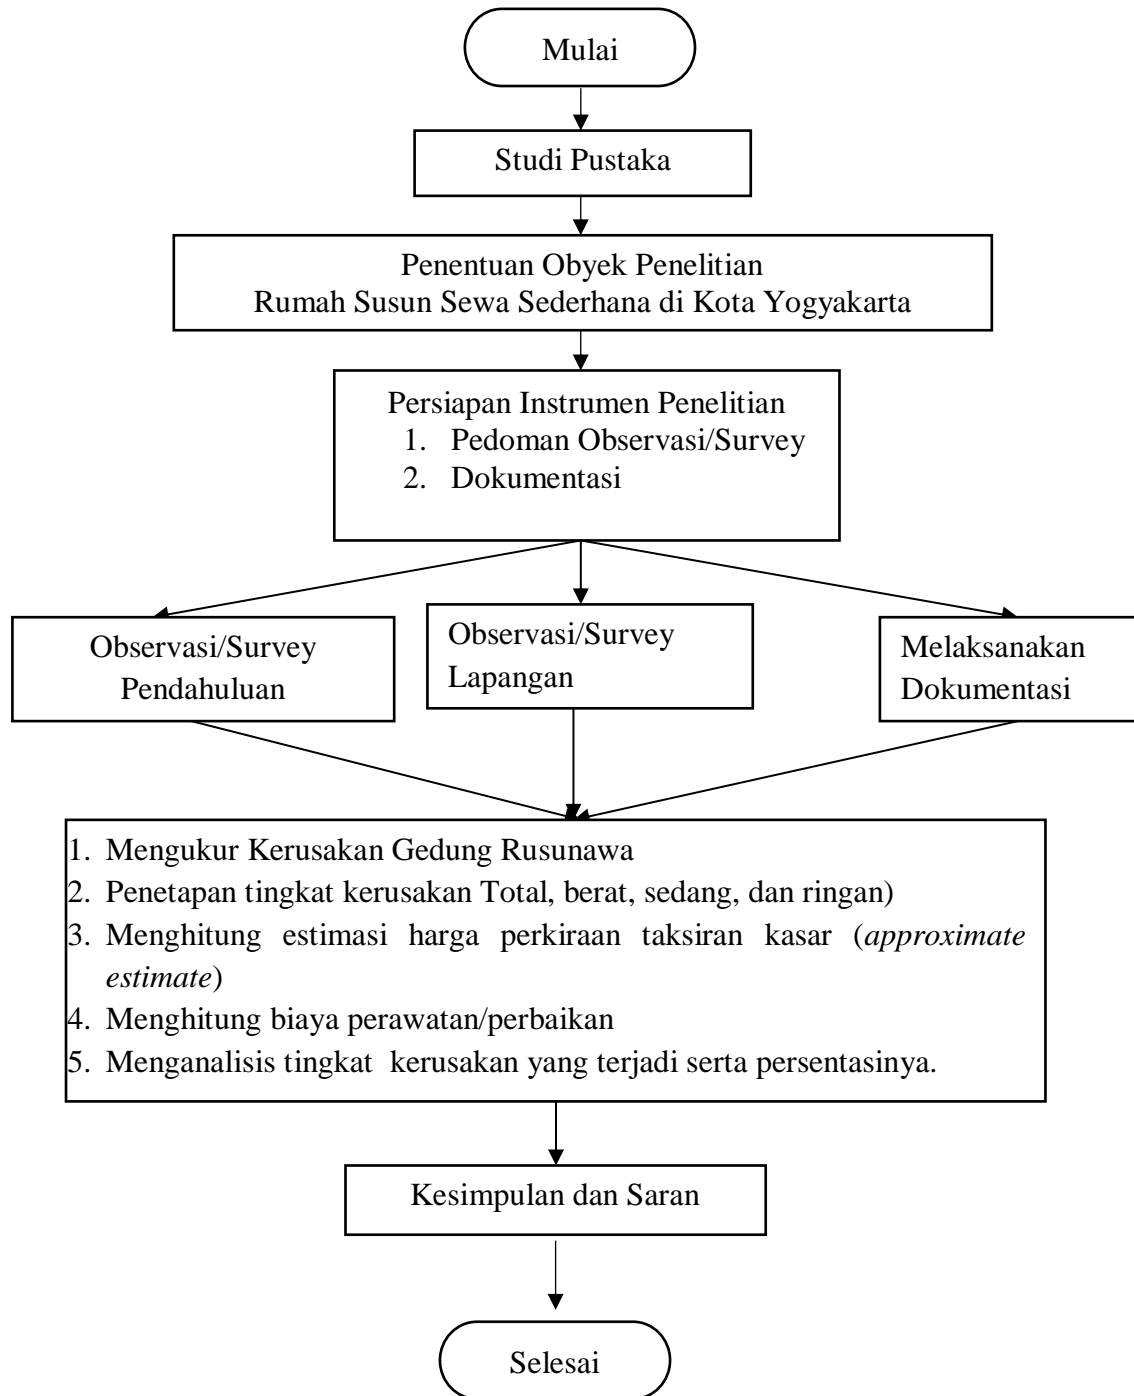 Mulai
Studi Pustaka
Penentuan Obyek Penelitian
Rumah Susun Sewa Sederhana di Kota Yogyakarta
Persiapan Instrumen Penelitian
1. Pedoman Observasi/Survey
2. Dokumentasi
Observasi/Survey
Pendahuluan
Observasi/Survey
Lapangan
Melaksanakan
Dokumentasi
1. Mengukur Kerusakan Gedung Rusunawa
2. Penetapan tingkat kerusakan Total, berat, sedang, dan ringan)
3. Menghitung estimasi harga perkiraan taksiran kasar (approximate
estimate)
4. Menghitung biaya perawatan/perbaikan
5. Menganalisis tingkat  kerusakan yang terjadi serta persentasinya.
Kesimpulan dan Saran
Selesai